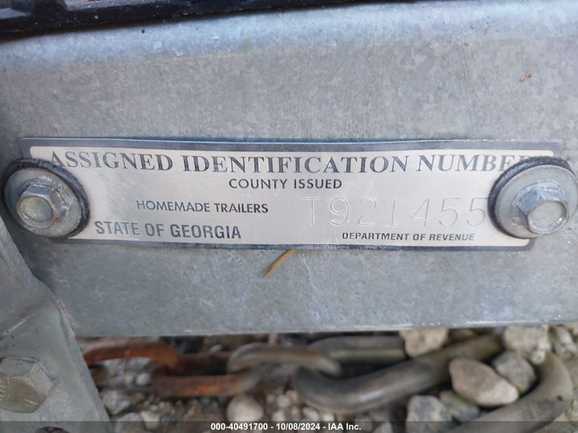 ASSIGNED IDENTIFICATION NUMBER
COUNTY ISSUED
HOMEMADE TRAILERS T921455
STATE OF GEORGIA DEPARTMENT OF REVENUE
000-40491700 - 10/08/2024 - IAA Inc.